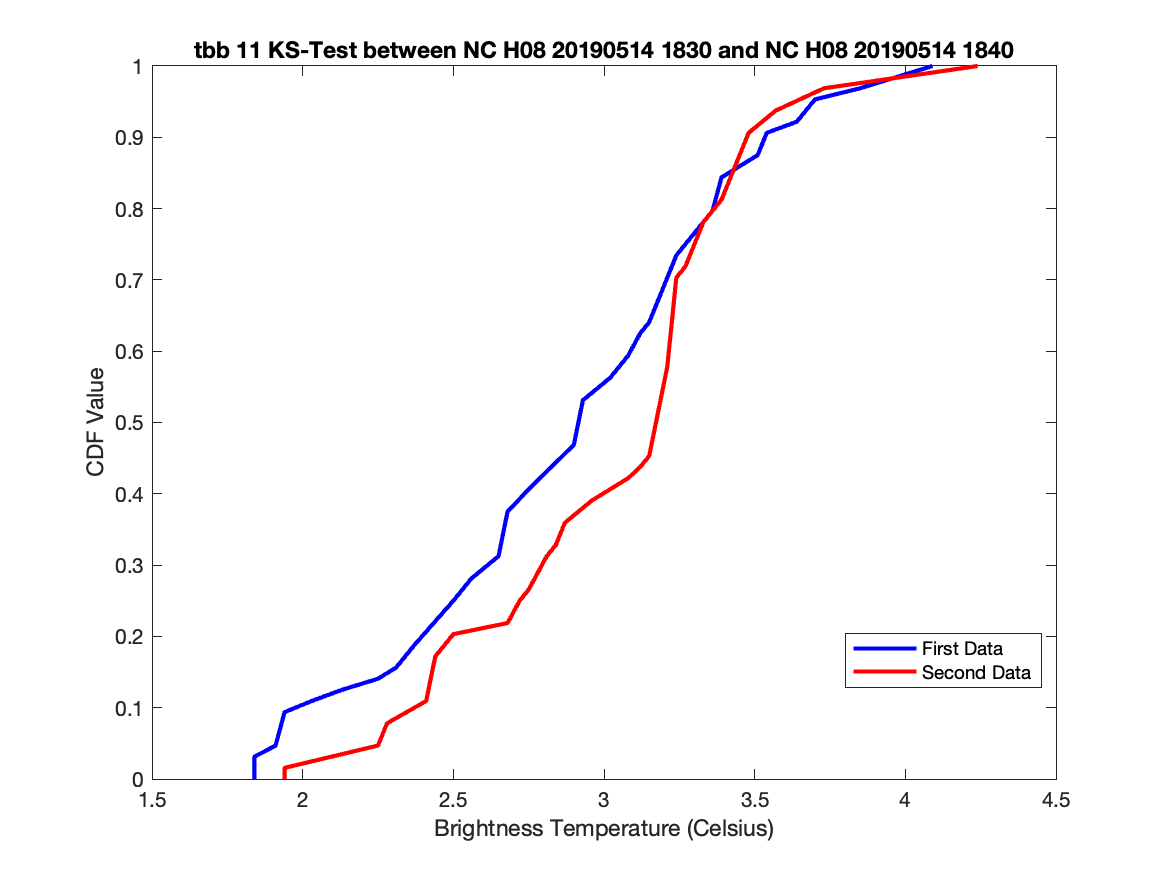 tbb 11 KS-Test between NC H08 20190514 1830 and NC H08 20190514 1840
1
0.9
0.8
0.7
0.6
0.5
0.4
0.3
0.2
0.1
0
CDF Value
First Data
Second Data
1.5 2 2.5 3 3.5 4 4.5
Brightness Temperature (Celsius)